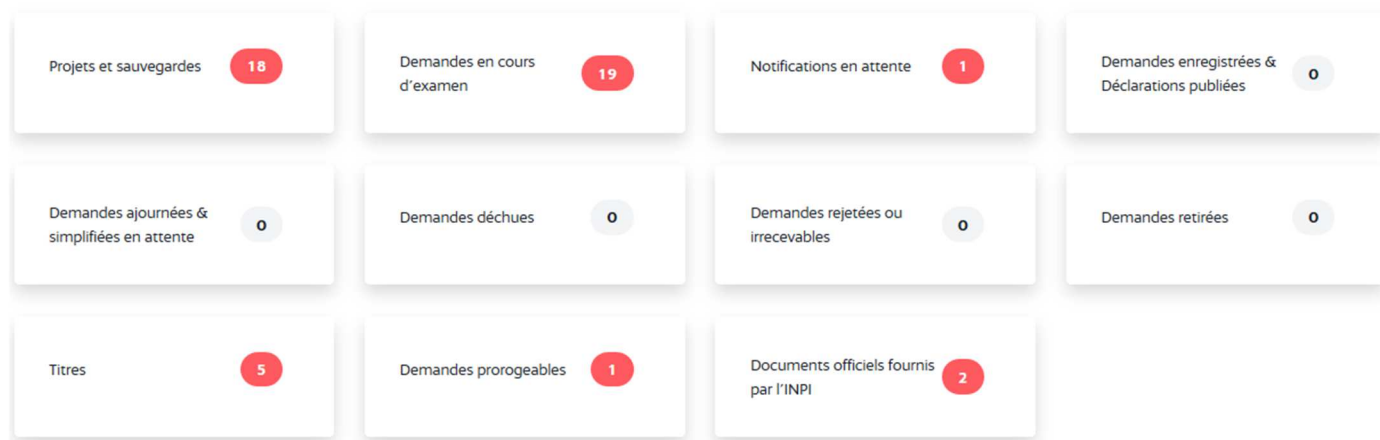 Projets et sauvegardes 18
Demandes en cours
d'examen 19
Notifications en attente 1
Demandes enregistrées &
Déclarations publiées 0
Demandes ajournées &
simplifiées en attente 0
Demandes déchues 0
Demandes rejetées ou
irrecevables 0
Demandes retirées 0
Titres 5
Demandes prorogeables 1
Documents officiels fournis
par l'INPI 2